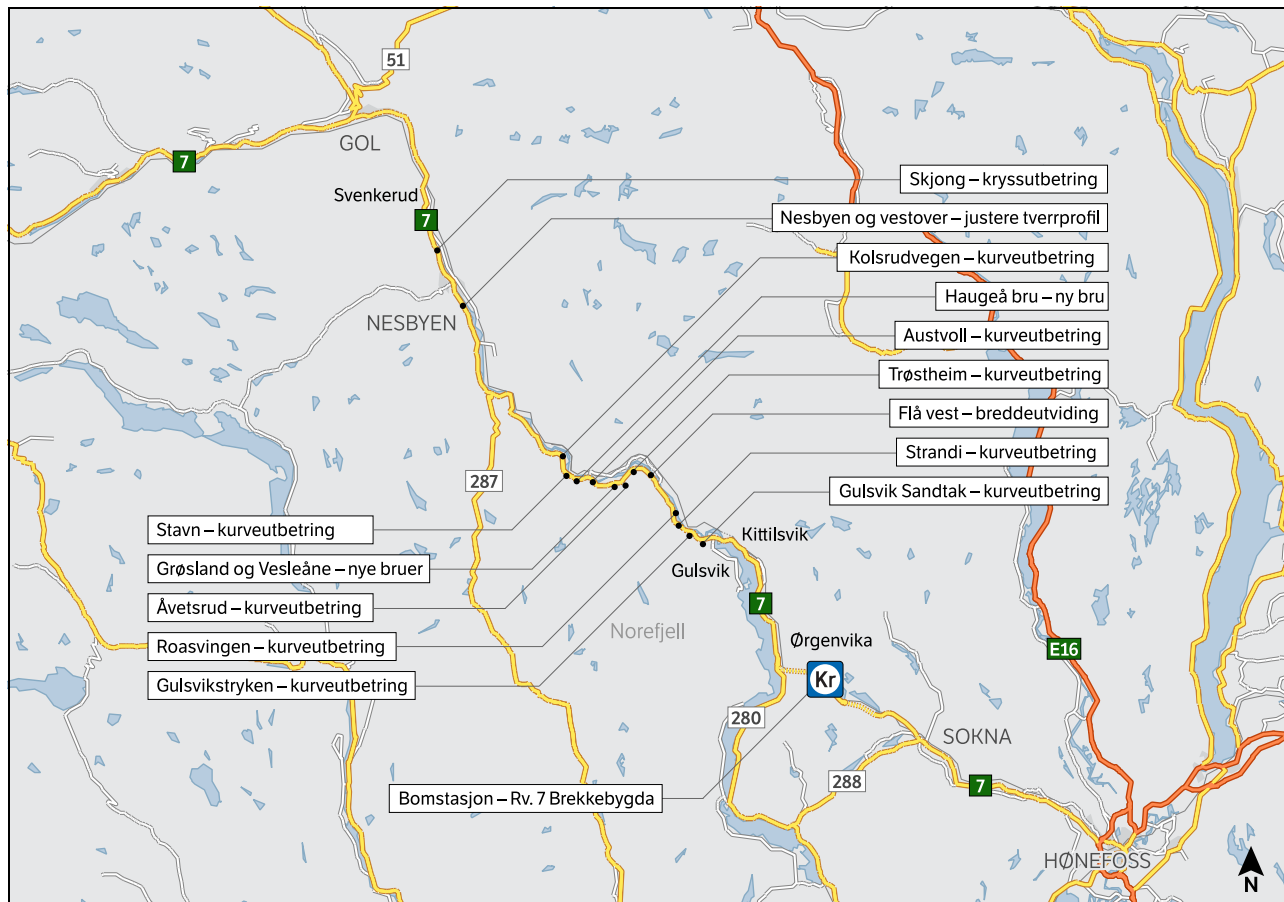 51
GOL
7
Svenkerud
7
Skjong – kryssutbetring
Nesbyen og vestover – justere tverrprofil
Kolsrudvegen – kurveutbetring
Haugeå bru – ny bru
NESBYEN
Austvoll – kurveutbetring
Trøstheim – kurveutbetring
Flå vest – breddeutviding
Strandi – kurveutbetring
287
Gulsvik Sandtak – kurveutbetring
Stavn – kurveutbetring
Kittilsvik
Grøsland og Vesleåne – nye bruer
Gulsvik
Åvetsrud – kurveutbetring
7
Norefjell
Roasvingen – kurveutbetring
Ørgenvika
E16
Gulsvikstryken – kurveutbetring
Kr
280
SOKNA
288
7
Bomstasjon – Rv. 7 Brekkebygda
HØNEFOSS
N